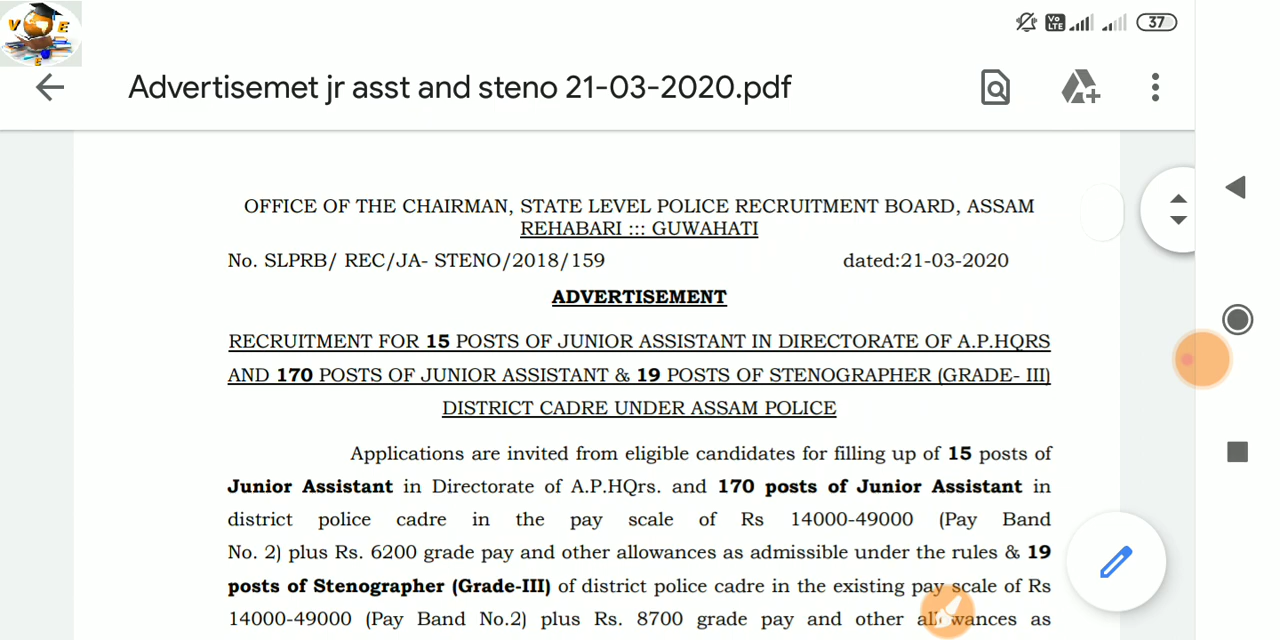 V E
E
Vo LTE 37
Advertisemet jr asst and steno 21-03-2020.pdf
OFFICE OF THE CHAIRMAN, STATE LEVEL POLICE RECRUITMENT BOARD, ASSAM
REHABARI ::: GUWAHATI
No. SLPRB/ REC/JA- STENO/2018/159 dated:21-03-2020
ADVERTISEMENT
RECRUITMENT FOR 15 POSTS OF JUNIOR ASSISTANT IN DIRECTORATE OF A.P.HQRS
AND 170 POSTS OF JUNIOR ASSISTANT & 19 POSTS OF STENOGRAPHER (GRADE- III)
DISTRICT CADRE UNDER ASSAM POLICE
Applications are invited from eligible candidates for filling up of 15 posts of
Junior Assistant in Directorate of A.P.HQrs. and 170 posts of Junior Assistant in
district police cadre in the pay scale of Rs 14000-49000 (Pay Band
No. 2) plus Rs. 6200 grade pay and other allowances as admissible under the rules & 19
posts of Stenographer (Grade-III) of district police cadre in the existing pay scale of Rs
14000-49000 (Pay Band No.2) plus Rs. 8700 grade pay and other allowances as